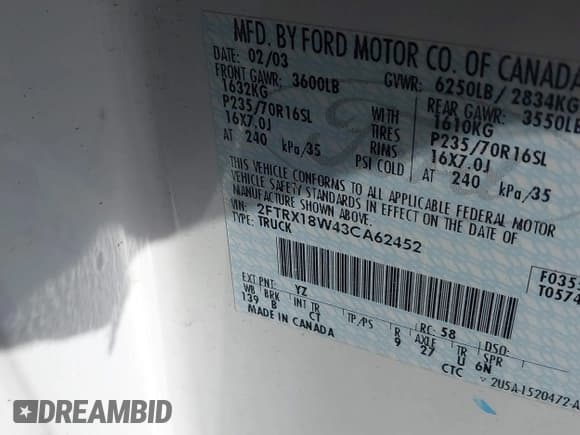 MFD. BY FORD MOTOR CO. OF CANADA
DATE: 02/03 GVWR: 6250LB/ 2834KG
FRONT GAWR: 3600LB REAR GAWR: 3550LB
1632KG 1610KG
P235/70R16SL WITH TIRES P235/70R16SL
16X7.0J RIMS 16X7.0J
AT 240 kPa/35 PSI COLD AT 240 kPa/35
THIS VEHICLE CONFORMS TO ALL APPLICABLE FEDERAL MOTOR
VEHICLE SAFETY STANDARDS IN EFFECT ON THE DATE OF
MANUFACTURE SHOWN ABOVE.
VIN: 2FTRX18W43CA62452
TYPE: TRUCK
F035
T0574
EXT PNT: YZ RC: 58 DSO:
WB BRK INT TR TP/PS R AXLE TR SPR
139 B CT 9 27 U 6N
MADE IN CANADA CTC
2USA-1520472-A
DREAMBID